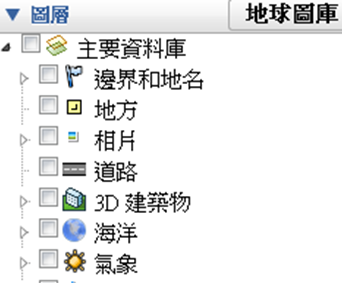 圖層 地球圖庫
主要資料庫
邊界和地名
地方
相片
道路
3D 建築物
海洋
氣象